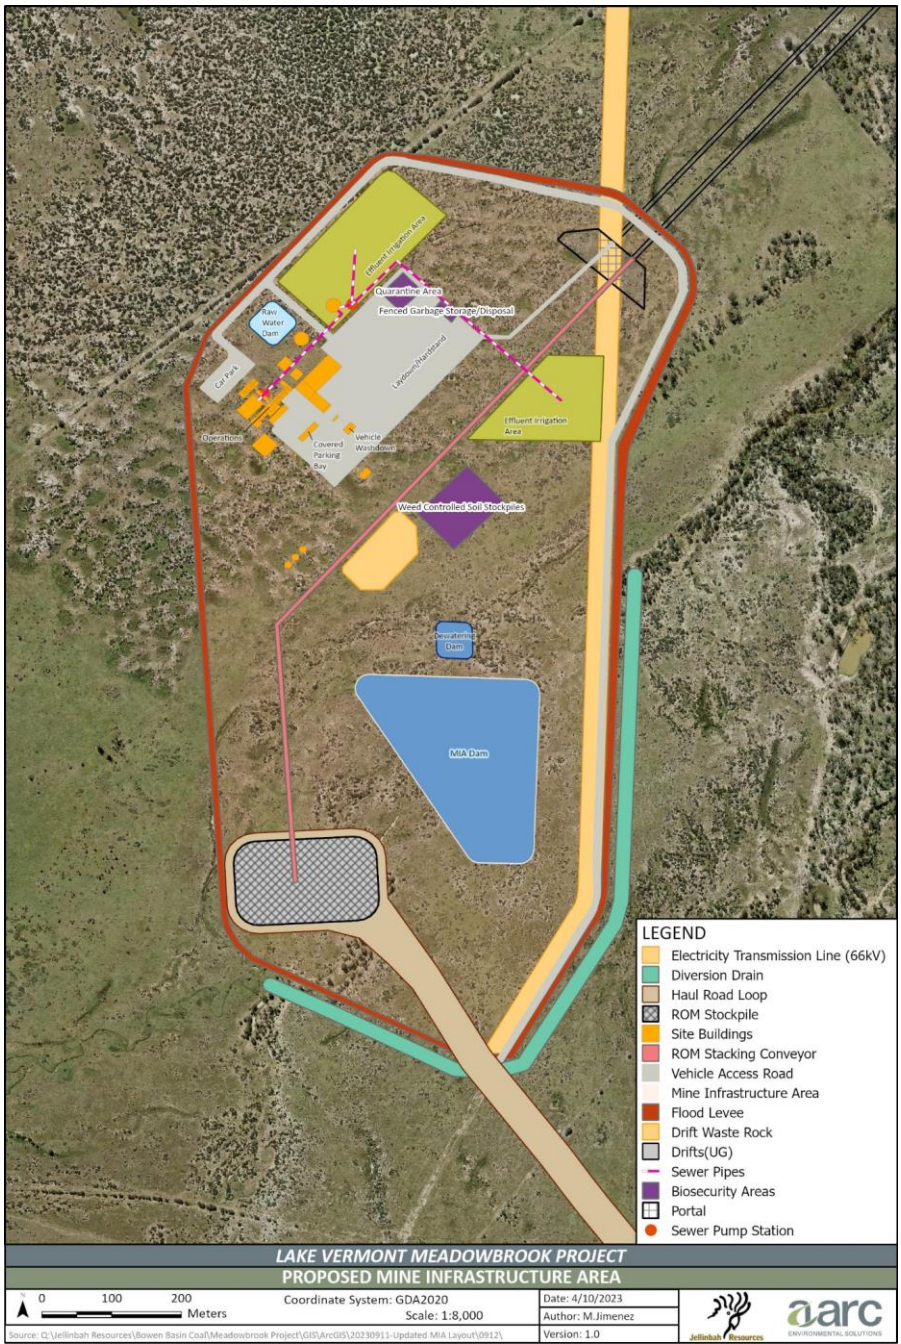 Effluent Irrigation Area
Quarantine Area
Fenced Garbage Storage/Disposal
Raw
Water
Dam
Car Park
Laydown/Hardstand
Effluent Irrigation
Area
Operations
Covered
Parking
Bay
Vehicle
Washdown
Weed Controlled Soil Stockpiles
Dewatering
Dam
MIA Dam
LEGEND
Electricity Transmission Line (66kV)
Diversion Drain
Haul Road Loop
ROM Stockpile
Site Buildings
ROM Stacking Conveyor
Vehicle Access Road
Mine Infrastructure Area
Flood Levee
Drift Waste Rock
Drifts(UG)
Sewer Pipes
Biosecurity Areas
Portal
Sewer Pump Station
LAKE VERMONT MEADOWBROOK PROJECT
PROPOSED MINE INFRASTRUCTURE AREA
N
0 100 200
Meters
Coordinate System: GDA2020
Scale: 1:8,000
Date: 4/10/2023
Author: M.Jimenez
Version: 1.0
Source: Q:\Jellinbah Resources\Bowen Basin Coal\Meadowbrook Project\GIS\ArcGIS\20230911-Updated MIA Layout\0912\
Jellinbah Resources
aarc
ENVIRONMENTAL SOLUTIONS